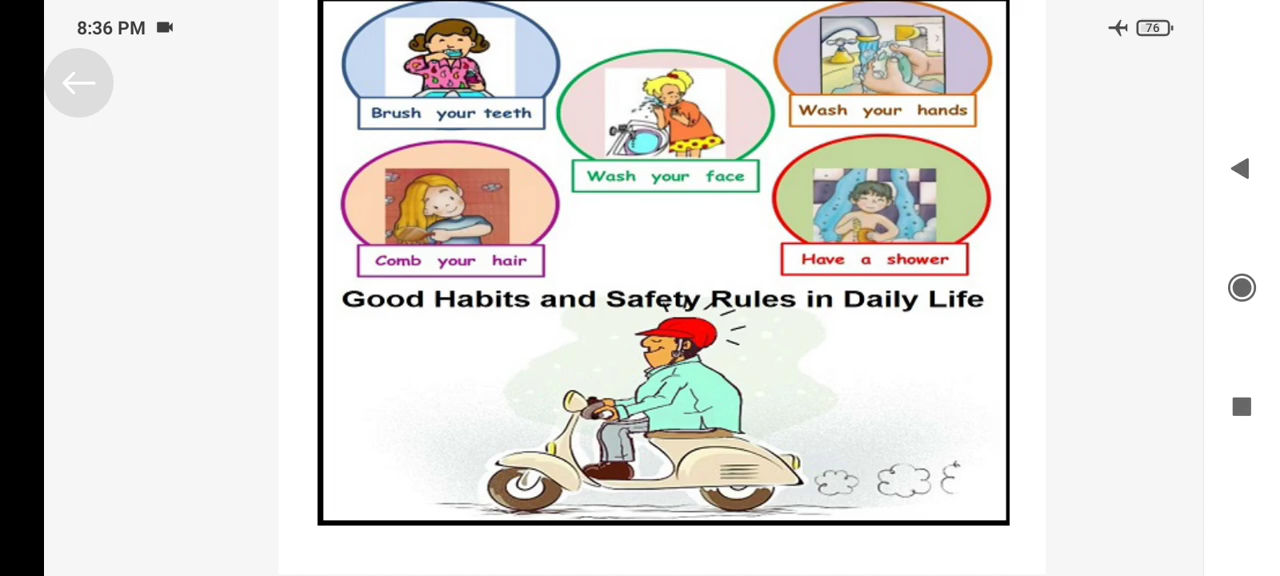 8:36 PM
76
Brush your teeth
Wash your hands
Wash your face
Comb your hair
Have a shower
Good Habits and Safety Rules in Daily Life